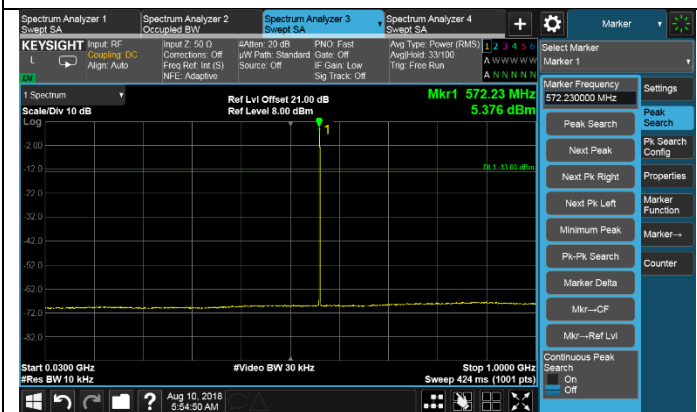 Spectrum Analyzer 1
Swept SA
Spectrum Analyzer 2
Occupied BW
Spectrum Analyzer 3
Swept SA
Spectrum Analyzer 4
Swept SA
+
Marker
KEYSIGHT
L
Input: RF
Coupling: DC
Align: Auto
Input Z: 50 Ω
Corrections: Off
Freq Ref: Int (S)
NFE: Adaptive
#Atten: 20 dB
µW Path: Standard
Source: Off
PNO: Fast
Gate: Off
IF Gain: Low
Sig Track: Off
Avg Type: Power (RMS)
Avg|Hold: 33/100
Trig: Free Run
1 2 3 4 5 6
A W W W W W
A N N N N N
Select Marker
Marker 1
1 Spectrum
Scale/Div 10 dB
Log
Ref Lvl Offset 21.00 dB
Ref Level 8.00 dBm
Mkr1 572.23 MHz
5.376 dBm
1
DL1 -13.00 dBm
-2.00
-12.0
-22.0
-32.0
-42.0
-52.0
-62.0
-72.0
-82.0
Start 0.0300 GHz
#Res BW 10 kHz
#Video BW 30 kHz
Stop 1.0000 GHz
Sweep 424 ms (1001 pts)
Marker Frequency
572.230000 MHz
Peak Search
Next Peak
Next Pk Right
Next Pk Left
Minimum Peak
Pk-Pk Search
Marker Delta
Mkr→CF
Mkr→Ref Lvl
Continuous Peak
Search
On
Off
Settings
Peak
Search
Pk Search
Config
Properties
Marker
Function
Marker→
Counter
?
Aug 10, 2018
5:54:50 AM